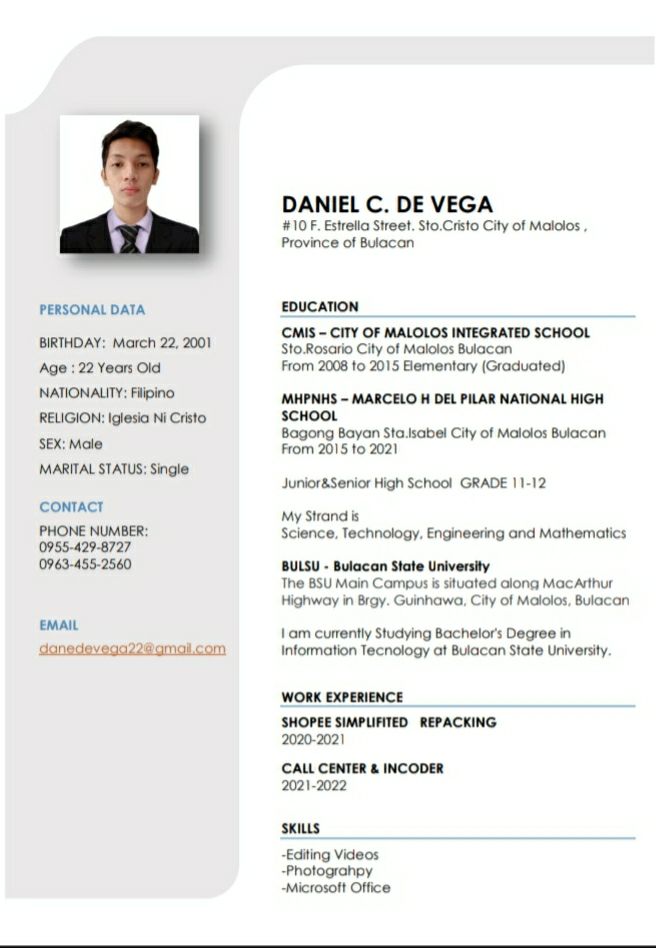 DANIEL C. DE VEGA
#10 F. Estrella Street. Sto.Cristo City of Malolos ,
Province of Bulacan
PERSONAL DATA
BIRTHDAY: March 22, 2001
Age : 22 Years Old
NATIONALITY: Filipino
RELIGION: Iglesia Ni Cristo
SEX: Male
MARITAL STATUS: Single
CONTACT
PHONE NUMBER:
0955-429-8727
0963-455-2560
EMAIL
danedevega22@gmail.com
EDUCATION
CMIS – CITY OF MALOLOS INTEGRATED SCHOOL
Sto.Rosario City of Malolos Bulacan
From 2008 to 2015 Elementary (Graduated)
MHPNHS – MARCELO H DEL PILAR NATIONAL HIGH
SCHOOL
Bagong Bayan Sta.Isabel City of Malolos Bulacan
From 2015 to 2021
Junior&Senior High School GRADE 11-12
My Strand is
Science, Technology, Engineering and Mathematics
BULSU - Bulacan State University
The BSU Main Campus is situated along MacArthur
Highway in Brgy. Guinhawa, City of Malolos, Bulacan
I am currently Studying Bachelor's Degree in
Information Tecnology at Bulacan State University.
WORK EXPERIENCE
SHOPEE SIMPLIFITED REPACKING
2020-2021
CALL CENTER & INCODER
2021-2022
SKILLS
-Editing Videos
-Photograhpy
-Microsoft Office